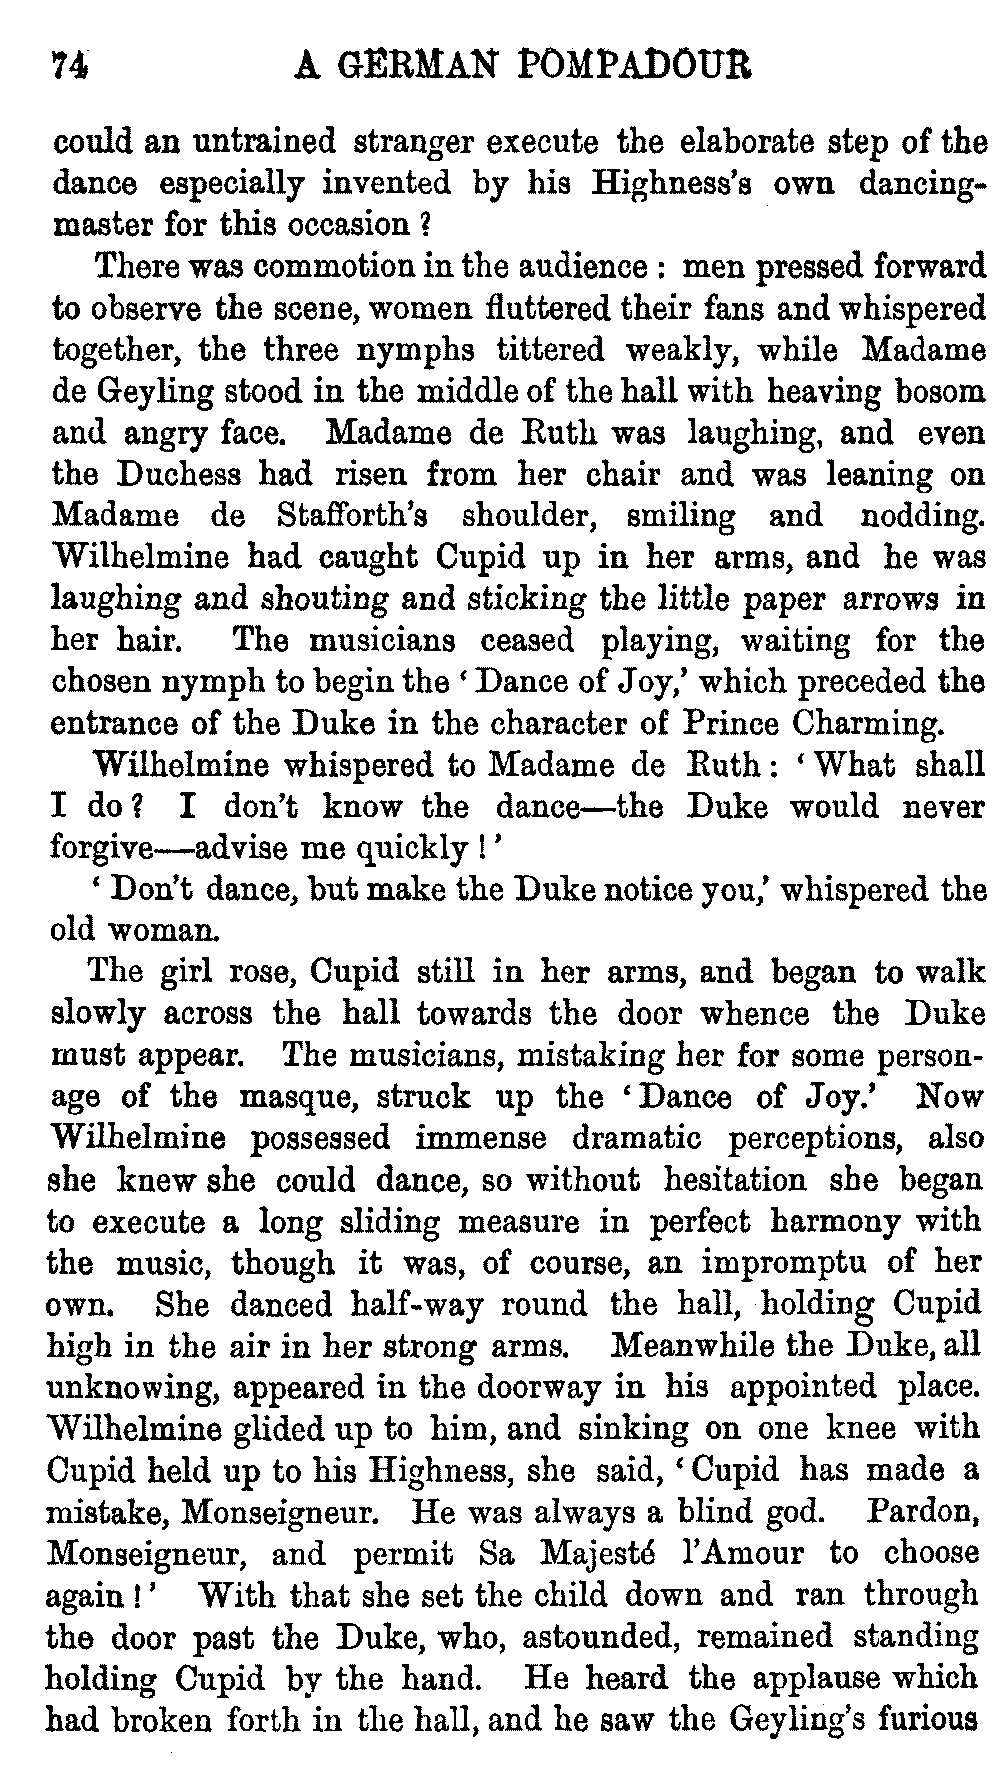 74 A GERMAN POMPADOUR
could an untrained stranger execute the elaborate step of the
dance especially invented by his Highness's own dancing-
master for this occasion ?
There was commotion in the audience : men pressed forward
to observe the scene, women fluttered their fans and whispered
together, the three nymphs tittered weakly, while Madame
de Geyling stood in the middle of the hall with heaving bosom
and angry face. Madame de Ruth was laughing, and even
the Duchess had risen from her chair and was leaning on
Madame de Stafforth's shoulder, smiling and nodding.
Wilhelmine had caught Cupid up in her arms, and he was
laughing and shouting and sticking the little paper arrows in
her hair. The musicians ceased playing, waiting for the
chosen nymph to begin the ‘Dance of Joy,’ which preceded the
entrance of the Duke in the character of Prince Charming.
Wilhelmine whispered to Madame de Ruth : ‘What shall
I do ? I don't know the dance—the Duke would never
forgive—advise me quickly !’
‘Don't dance, but make the Duke notice you,’ whispered the
old woman.
The girl rose, Cupid still in her arms, and began to walk
slowly across the hall towards the door whence the Duke
must appear. The musicians, mistaking her for some person-
age of the masque, struck up the ‘Dance of Joy.’ Now
Wilhelmine possessed immense dramatic perceptions, also
she knew she could dance, so without hesitation she began
to execute a long sliding measure in perfect harmony with
the music, though it was, of course, an impromptu of her
own. She danced half-way round the hall, holding Cupid
high in the air in her strong arms. Meanwhile the Duke, all
unknowing, appeared in the doorway in his appointed place.
Wilhelmine glided up to him, and sinking on one knee with
Cupid held up to his Highness, she said, ‘Cupid has made a
mistake, Monseigneur. He was always a blind god. Pardon,
Monseigneur, and permit Sa Majesté l'Amour to choose
again !’ With that she set the child down and ran through
the door past the Duke, who, astounded, remained standing
holding Cupid by the hand. He heard the applause which
had broken forth in the hall, and he saw the Geyling's furious